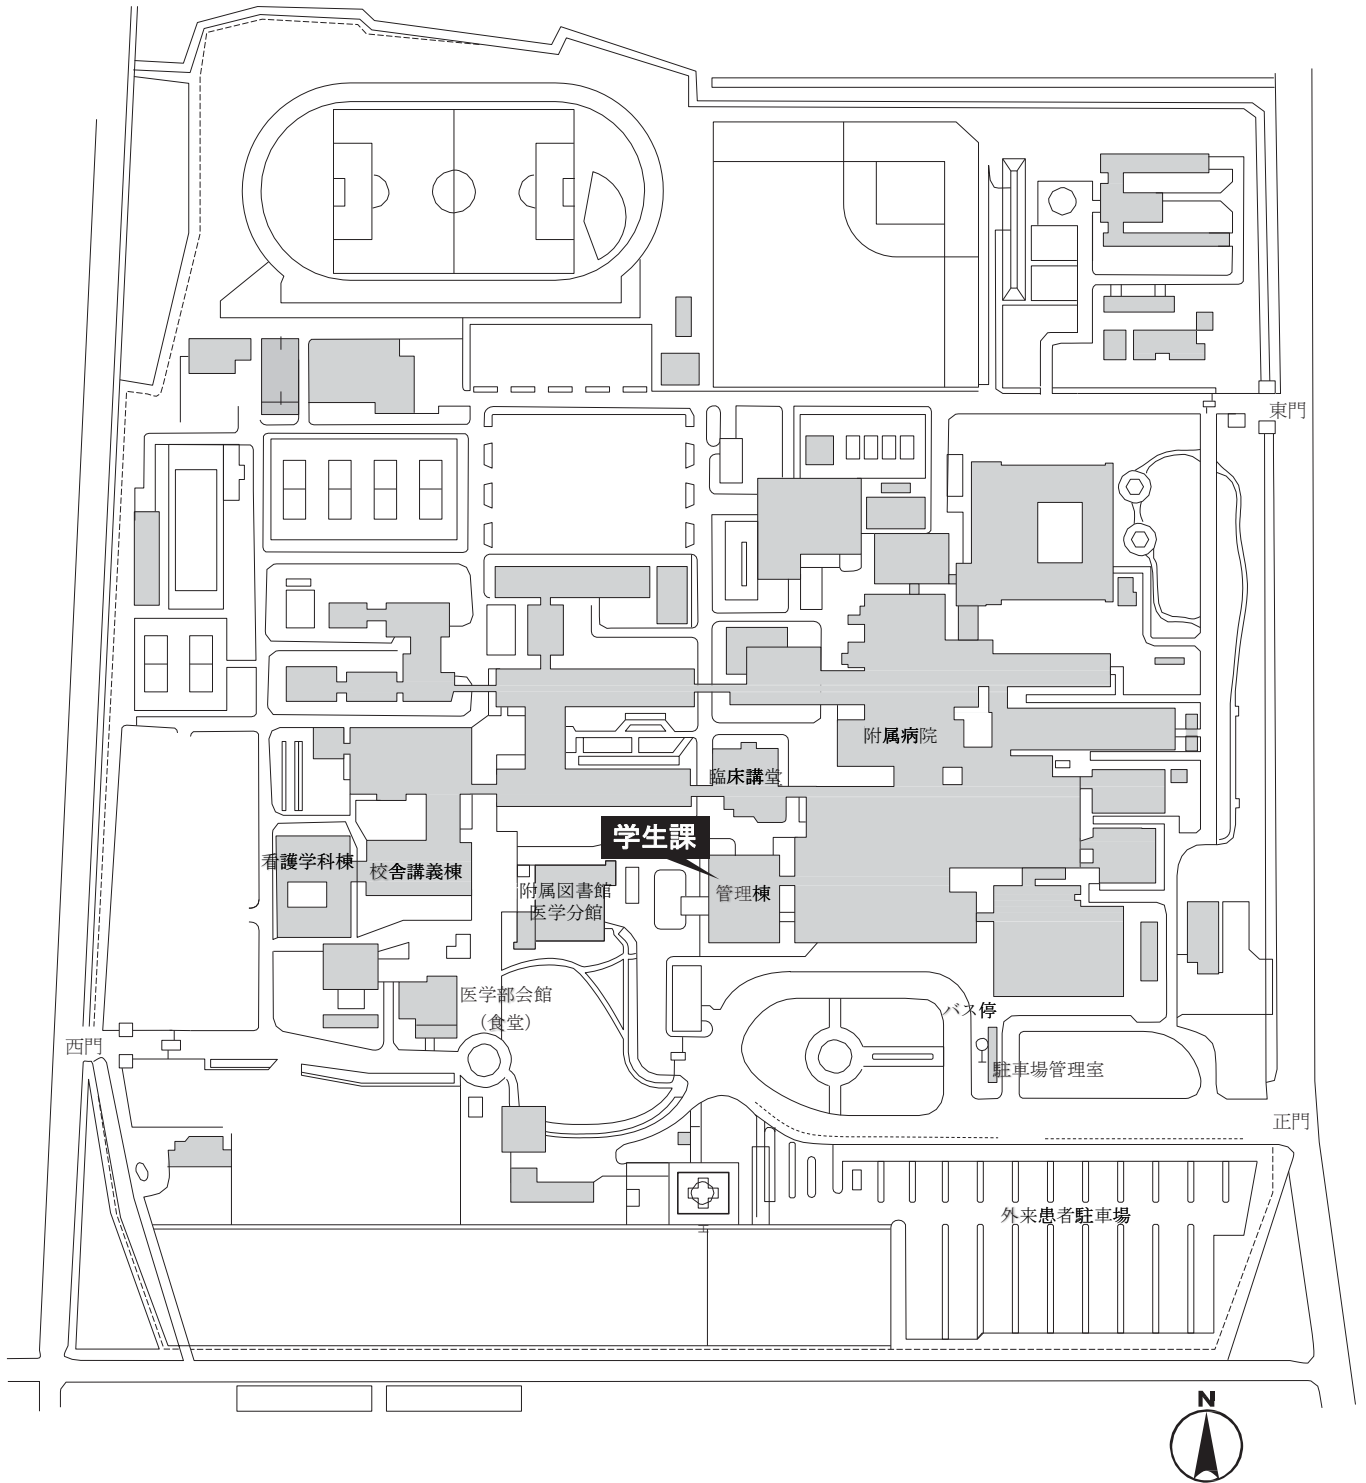 東門
附属病院
臨床講堂
学生課
看護学科棟
校舎講義棟
附属図書館
医学分館
管理棟
医学部会館
（食堂）
バス停
西門
駐車場管理室
正門
外来患者駐車場
N